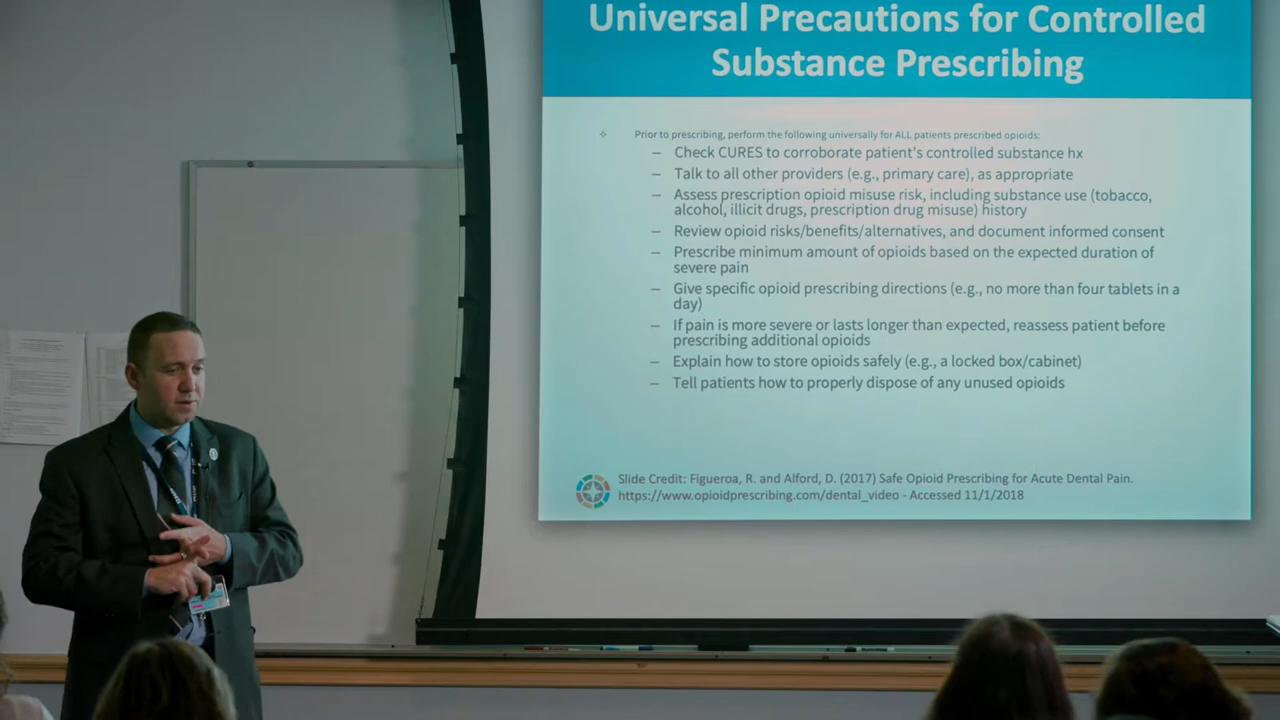 Universal Precautions for Controlled
Substance Prescribing
Prior to prescribing, perform the following universally for ALL patients prescribed opioids:
– Check CURES to corroborate patient's controlled substance hx
– Talk to all other providers (e.g., primary care), as appropriate
– Assess prescription opioid misuse risk, including substance use (tobacco,
alcohol, illicit drugs, prescription drug misuse) history
– Review opioid risks/benefits/alternatives, and document informed consent
– Prescribe minimum amount of opioids based on the expected duration of
severe pain
– Give specific opioid prescribing directions (e.g., no more than four tablets in a
day)
– If pain is more severe or lasts longer than expected, reassess patient before
prescribing additional opioids
– Explain how to store opioids safely (e.g., a locked box/cabinet)
– Tell patients how to properly dispose of any unused opioids
Slide Credit: Figueroa, R. and Alford, D. (2017) Safe Opioid Prescribing for Acute Dental Pain.
https://www.opioidprescribing.com/dental_video - Accessed 11/1/2018